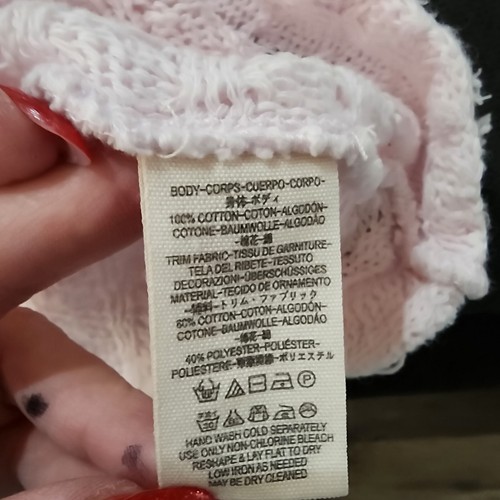 BODY-CORPS-CUERPO-CORPO-
身体-ボディ
100% COTTON-COTON-ALGODÓN-
COTONE-BAUMWOLLE-ALGODÃO
-棉花-綿
TRIM FABRIC-TISSU DE GARNITURE-
TELA DEL RIBETE-TESSUTO
DECORAZIONI-ÜBERSCHÜSSIGES
MATERIAL-TECIDO DE ORNAMENTO
トリム・ファブリック
60% COTTON-COTON-ALGODÓN-
COTONE-BAUMWOLLE-ALGODÃO
-棉花-綿
40% POLYESTER-POLIÉSTER-
POLIESTERE-ポリエステル
HAND WASH COLD SEPARATELY
USE ONLY NON-CHLORINE BLEACH
RESHAPE & LAY FLAT TO DRY
LOW IRON AS NEEDED
MAY BE DRY CLEANED